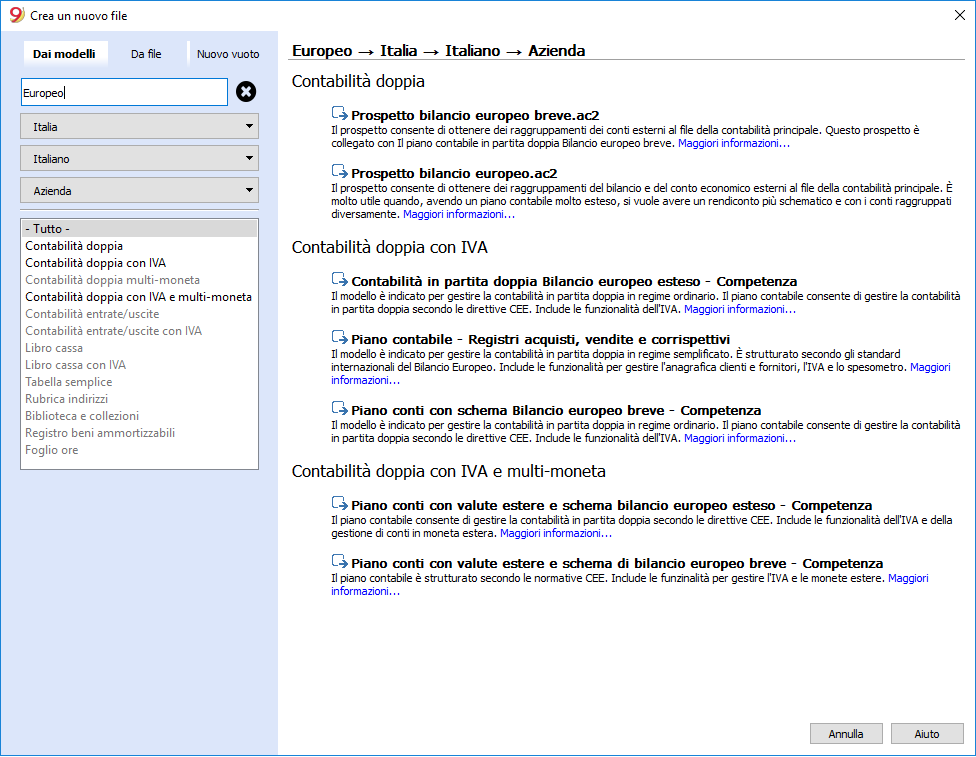 Crea un nuovo file
Dai modelli
Da file
Nuovo vuoto
Europeo
Italia
Italiano
Azienda
- Tutto -
Contabilità doppia
Contabilità doppia con IVA
Contabilità doppia multi-moneta
Contabilità doppia con IVA e multi-moneta
Contabilità entrate/uscite
Contabilità entrate/uscite con IVA
Libro cassa
Libro cassa con IVA
Tabella semplice
Rubrica indirizzi
Biblioteca e collezioni
Registro beni ammortizzabili
Foglio ore
Europeo → Italia → Italiano → Azienda
Contabilità doppia
Prospetto bilancio europeo breve.ac2
Il prospetto consente di ottenere dei raggruppamenti dei conti esterni al file della contabilità principale. Questo prospetto è
collegato con Il piano contabile in partita doppia Bilancio europeo breve. Maggiori informazioni...
Prospetto bilancio europeo.ac2
Il prospetto consente di ottenere dei raggruppamenti del bilancio e del conto economico esterni al file della contabilità principale. È
molto utile quando, avendo un piano contabile molto esteso, si vuole avere un rendiconto più schematico e con i conti raggruppati
diversamente. Maggiori informazioni...
Contabilità doppia con IVA
Contabilità in partita doppia Bilancio europeo esteso - Competenza
Il modello è indicato per gestire la contabilità in partita doppia in regime ordinario. Il piano contabile consente di gestire la contabilità
in partita doppia secondo le direttive CEE. Include le funzionalità dell'IVA. Maggiori informazioni...
Piano contabile - Registri acquisti, vendite e corrispettivi
Il modello è indicato per gestire la contabilità in partita doppia in regime semplificato. È strutturato secondo gli standard
internazionali del Bilancio Europeo. Include le funzionalità per gestire l'anagrafica clienti e fornitori, l'IVA e lo spesometro. Maggiori
informazioni...
Piano conti con schema Bilancio europeo breve - Competenza
Il modello è indicato per gestire la contabilità in partita doppia in regime ordinario. Il piano contabile consente di gestire la contabilità
in partita doppia secondo le direttive CEE. Include le funzionalità dell'IVA. Maggiori informazioni...
Contabilità doppia con IVA e multi-moneta
Piano conti con valute estere e schema bilancio europeo esteso - Competenza
Il piano contabile consente di gestire la contabilità in partita doppia secondo le direttive CEE. Include le funzionalità dell'IVA e della
gestione di conti in moneta estera. Maggiori informazioni...
Piano conti con valute estere e schema di bilancio europeo breve - Competenza
Il piano contabile è strutturato secondo le normative CEE. Include le funzinalità per gestire l'IVA e le monete estere. Maggiori
informazioni...
Annulla
Aiuto